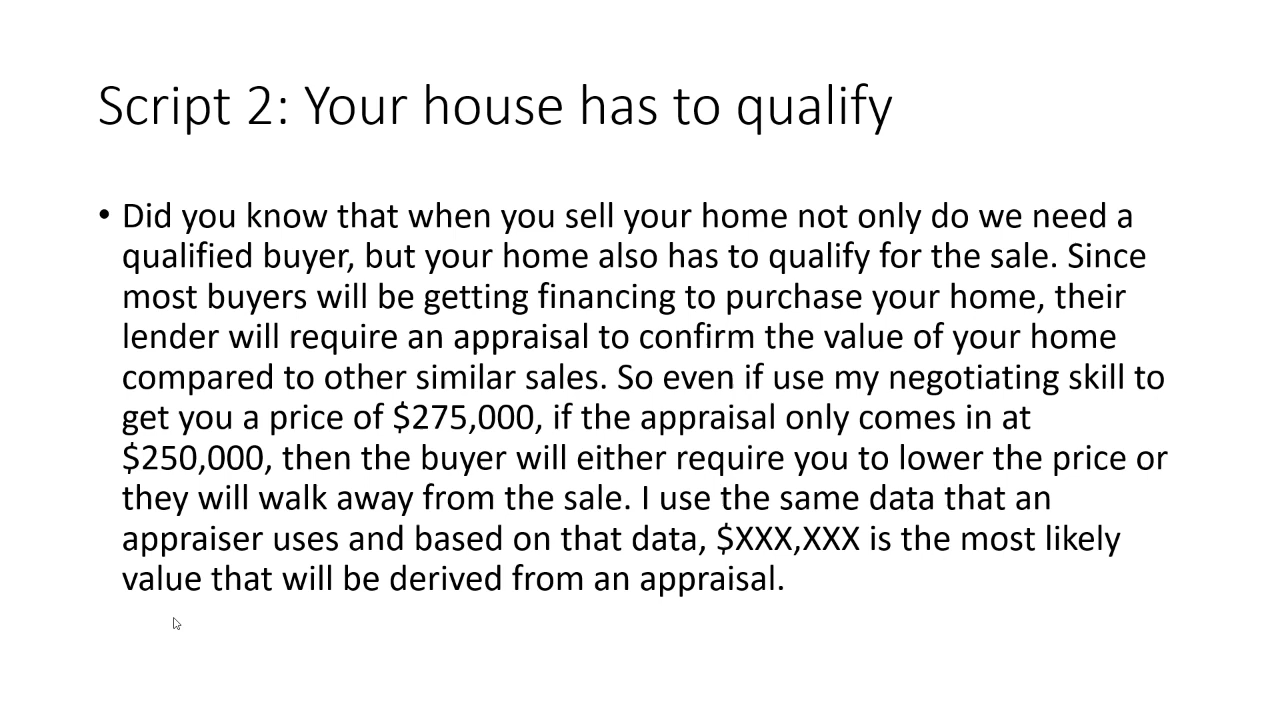 Script 2: Your house has to qualify
• Did you know that when you sell your home not only do we need a
qualified buyer, but your home also has to qualify for the sale. Since
most buyers will be getting financing to purchase your home, their
lender will require an appraisal to confirm the value of your home
compared to other similar sales. So even if use my negotiating skill to
get you a price of $275,000, if the appraisal only comes in at
$250,000, then the buyer will either require you to lower the price or
they will walk away from the sale. I use the same data that an
appraiser uses and based on that data, $XXX,XXX is the most likely
value that will be derived from an appraisal.